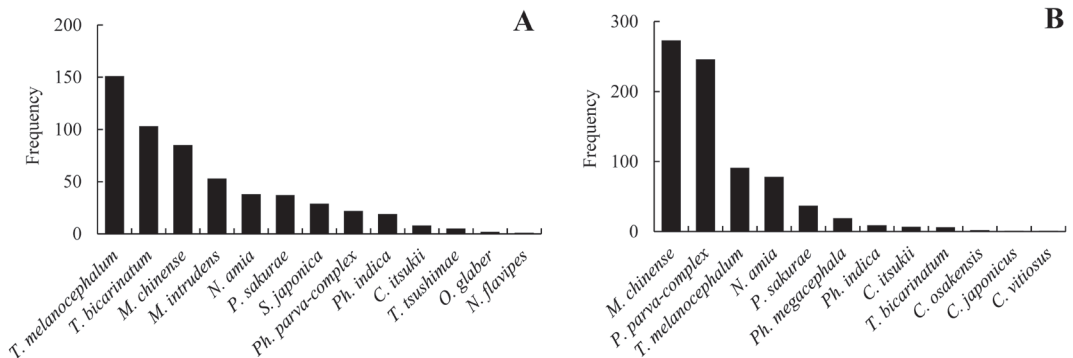 A
Frequency
200
150
100
50
0
T. melanocephalum
T. bicarinatum
M. chinense
M. intrudens
N. amia
P. sakurae
S. japonica
Ph. parva-complex
Ph. indica
C. itsukii
T. tsushimae
O. glaber
N. flavipes
B
Frequency
300
200
100
0
M. chinense
P. parva-complex
T. melanocephalum
N. amia
P. sakurae
Ph. megacephala
Ph. indica
C. itsukii
T. bicarinatum
C. osakensis
C. japonicus
C. vitiosus